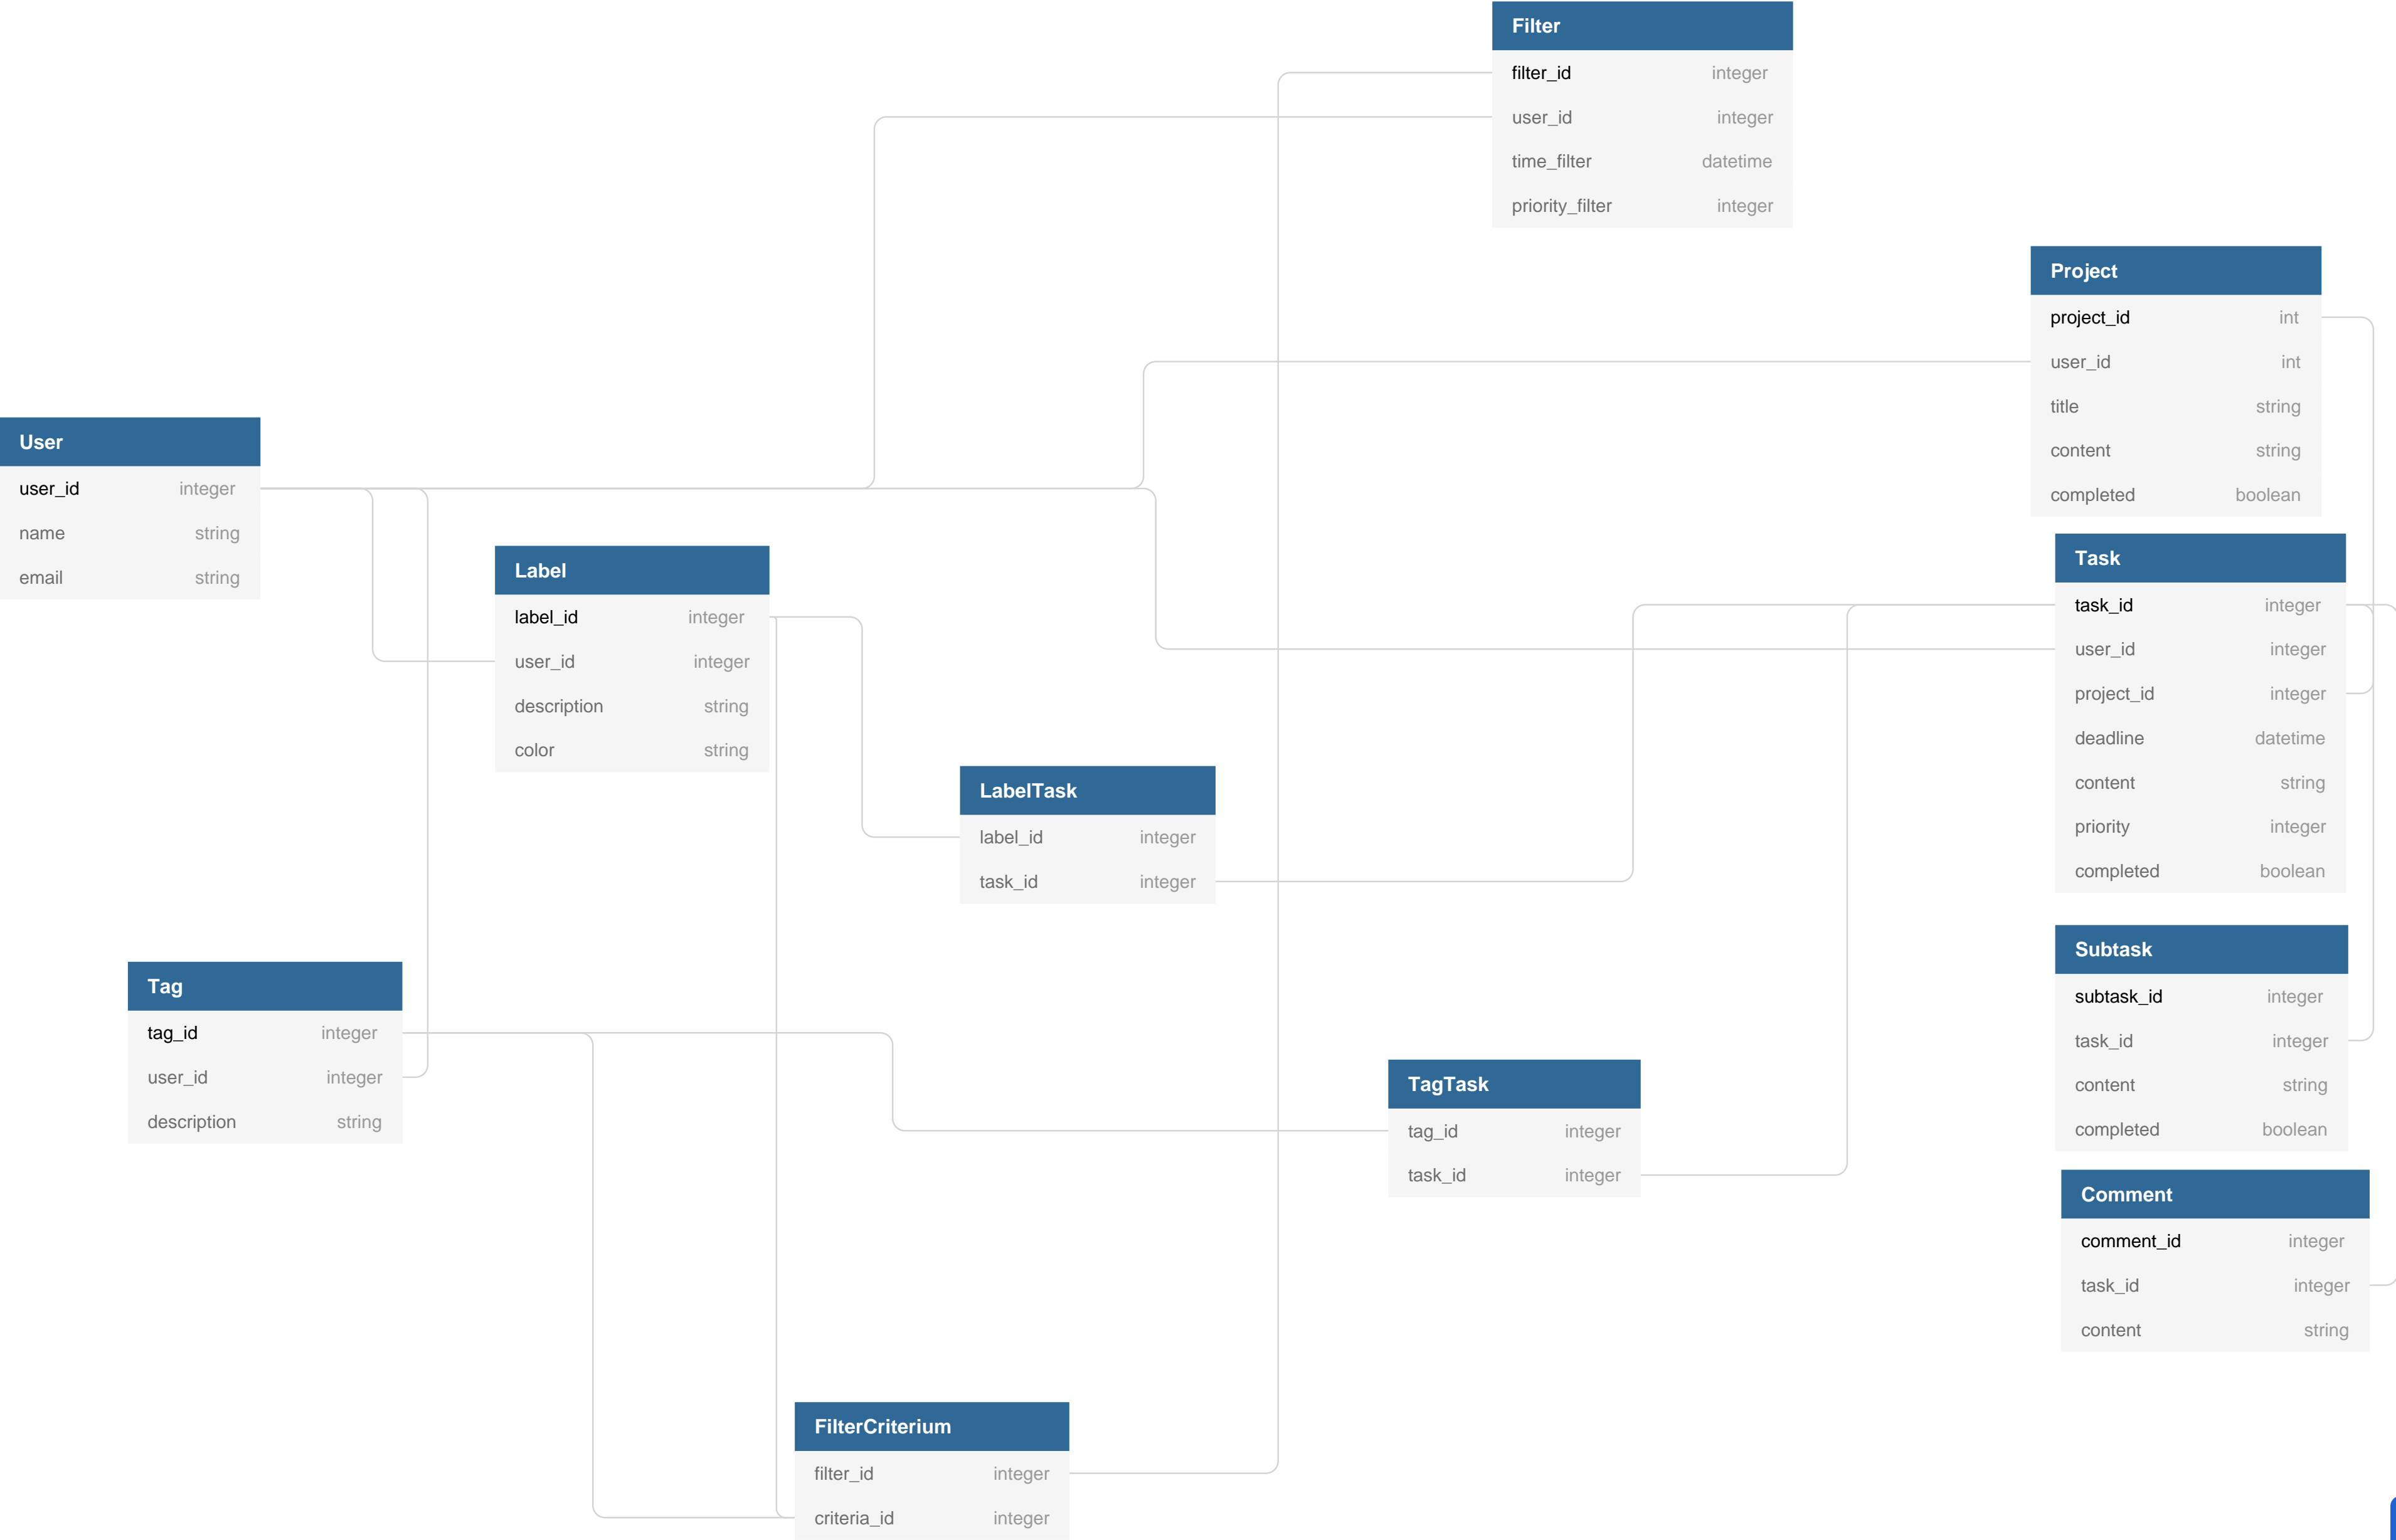 Filter
filter_id integer
user_id integer
time_filter datetime
priority_filter integer
Project
project_id int
user_id int
title string
content string
completed boolean
User
user_id integer
name string
email string
Label
label_id integer
user_id integer
description string
color string
Task
task_id integer
user_id integer
project_id integer
deadline datetime
content string
priority integer
completed boolean
LabelTask
label_id integer
task_id integer
Subtask
subtask_id integer
task_id integer
content string
completed boolean
Tag
tag_id integer
user_id integer
description string
TagTask
tag_id integer
task_id integer
Comment
comment_id integer
task_id integer
content string
FilterCriterium
filter_id integer
criteria_id integer